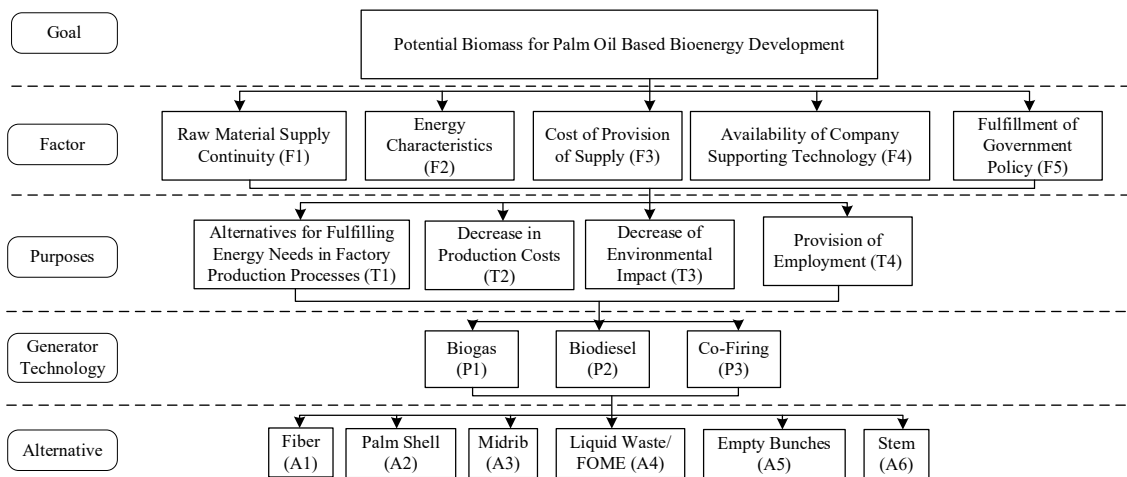 Goal
Potential Biomass for Palm Oil Based Bioenergy Development
Factor
Raw Material Supply
Continuity (F1)
Energy
Characteristics
(F2)
Cost of Provision
of Supply (F3)
Availability of Company
Supporting Technology (F4)
Fulfillment of
Government
Policy (F5)
Purposes
Alternatives for Fulfilling
Energy Needs in Factory
Production Processes (T1)
Decrease in
Production Costs
(T2)
Decrease of
Environmental
Impact (T3)
Provision of
Employment (T4)
Generator
Technology
Biogas
(P1)
Biodiesel
(P2)
Co-Firing
(P3)
Alternative
Fiber
(A1)
Palm Shell
(A2)
Midrib
(A3)
Liquid Waste/
FOME (A4)
Empty Bunches
(A5)
Stem
(A6)